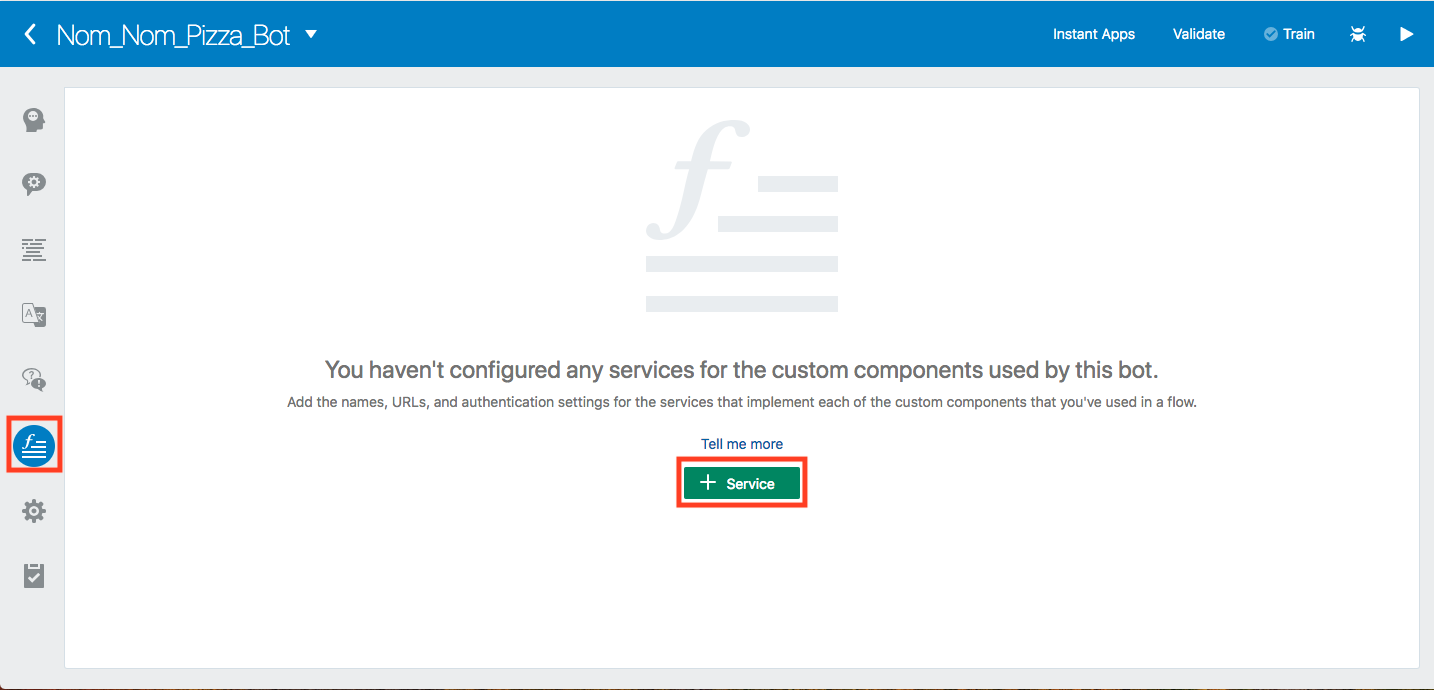 Nom_Nom_Pizza_Bot
Instant Apps
Validate
Train
You haven't configured any services for the custom components used by this bot.
Add the names, URLs, and authentication settings for the services that implement each of the custom components that you've used in a flow.
Tell me more
Service